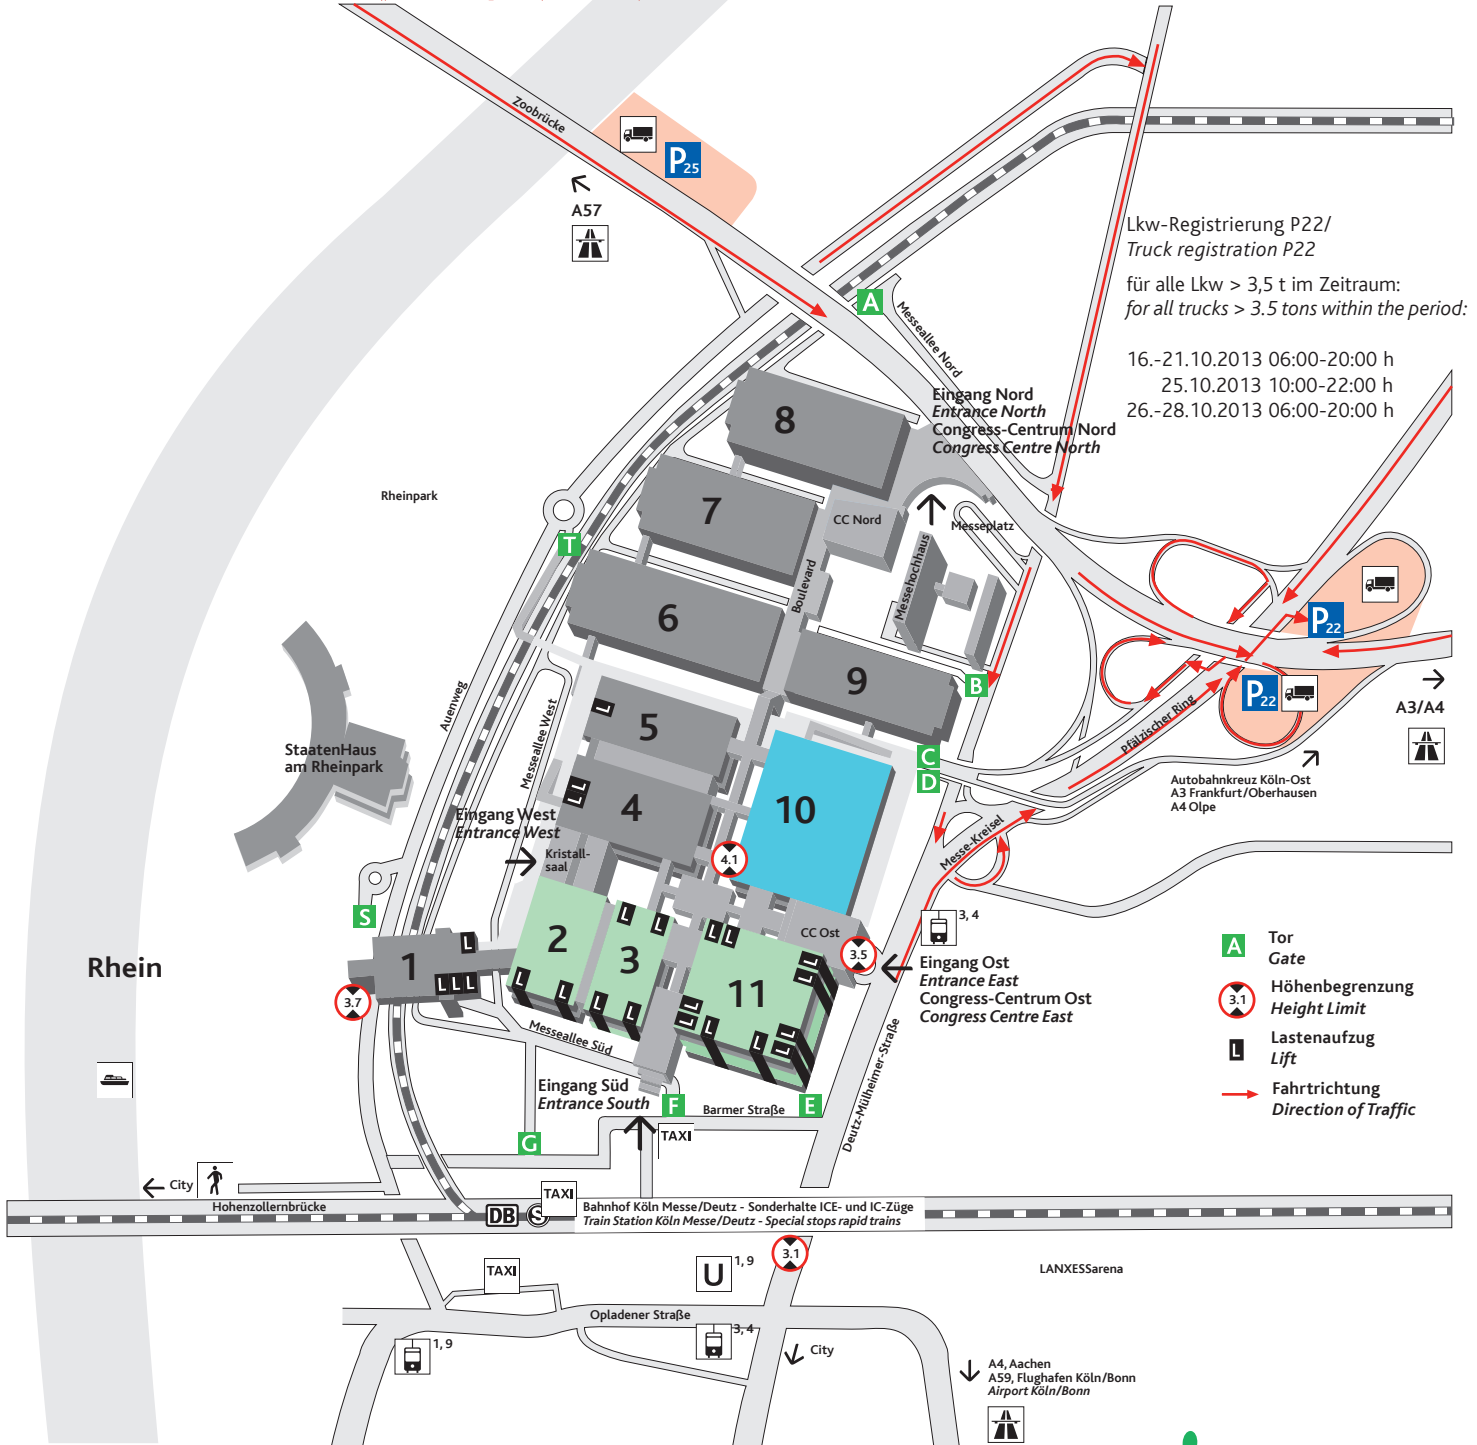 Zoobrücke
P25
A57
Lkw-Registrierung P22/
Truck registration P22
für alle Lkw > 3,5 t im Zeitraum:
for all trucks > 3.5 tons within the period:
16.-21.10.2013 06:00-20:00 h
25.10.2013 10:00-22:00 h
26.-28.10.2013 06:00-20:00 h
A
Messeallee Nord
Eingang Nord
Entrance North
Congress-Centrum Nord
Congress Centre North
8
7
CC Nord
Messeplatz
Rheinpark
T
6
Boulevard
Messehochhaus
P22
9
B
P22
A3/A4
Pfälzischer Ring
Autobahnkreuz Köln-Ost
A3 Frankfurt/Oberhausen
A4 Olpe
Auenweg
Messeallee West
StaatenHaus
am Rheinpark
L
5
C
D
10
4
L
L
Eingang West
Entrance West
Kristall-
saal
4.1
Messe-Kreisel
S
2
3
L
L
L
L
CC Ost
3, 4
3.5
Eingang Ost
Entrance East
Congress-Centrum Ost
Congress Centre East
Rhein
1
L
L
L
L
3.7
11
L
L
L
L
L
L
L
L
L
L
L
L
L
Messeallee Süd
Deutz-Mülheimer-Straße
A
Tor
Gate
3.1
Höhenbegrenzung
Height Limit
L
Lastenaufzug
Lift
Fahrtrichtung
Direction of Traffic
Eingang Süd
Entrance South
F
Barmer Straße
E
G
TAXI
City
Hohenzollernbrücke
DB
S
TAXI
Bahnhof Köln Messe/Deutz - Sonderhalte ICE- und IC-Züge
Train Station Köln Messe/Deutz - Special stops rapid trains
TAXI
U
1, 9
3.1
LANXESSarena
Opladener Straße
1, 9
3, 4
City
A4, Aachen
A59, Flughafen Köln/Bonn
Airport Köln/Bonn